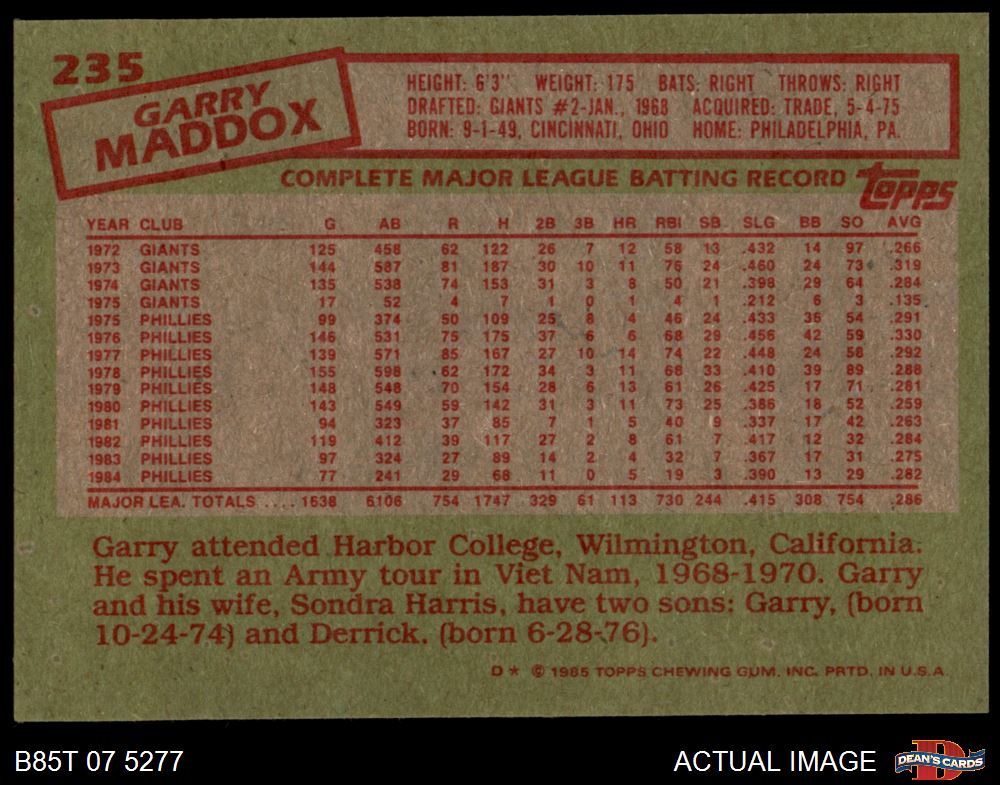 235
GARRY
MADDOX
HEIGHT: 6'3" WEIGHT: 175 BATS: RIGHT THROWS: RIGHT
DRAFTED: GIANTS #2-JAN., 1968 ACQUIRED: TRADE, 5-4-75
BORN: 9-1-49, CINCINNATI, OHIO HOME: PHILADELPHIA, PA.
COMPLETE MAJOR LEAGUE BATTING RECORD topps
YEAR CLUB G AB R H 2B 3B HR RBI SB SLG BB SO AVG
1972 GIANTS 125 458 62 122 26 7 12 58 13 .432 14 97 .266
1973 GIANTS 144 587 81 187 30 10 11 76 24 .460 24 73 .319
1974 GIANTS 135 538 74 153 31 3 8 50 21 .398 29 64 .284
1975 GIANTS 17 52 4 7 1 0 1 4 1 .212 6 3 .135
1975 PHILLIES 99 374 50 109 25 8 4 46 24 .433 36 54 .291
1976 PHILLIES 146 531 75 175 37 6 6 68 29 .456 42 59 .330
1977 PHILLIES 139 571 85 167 27 10 14 74 22 .448 24 58 .292
1978 PHILLIES 155 598 62 172 34 3 11 68 33 .410 39 89 .288
1979 PHILLIES 148 548 70 154 28 6 13 61 26 .425 17 71 .281
1980 PHILLIES 143 549 59 142 31 3 11 73 25 .386 18 52 .259
1981 PHILLIES 94 323 37 85 7 1 5 40 9 .337 17 42 .263
1982 PHILLIES 119 412 39 117 27 2 8 61 7 .417 12 32 .284
1983 PHILLIES 97 324 27 89 14 2 4 32 7 .367 17 31 .275
1984 PHILLIES 77 241 29 68 11 0 5 19 3 .390 13 29 .282
MAJOR LEA. TOTALS .... 1638 6106 754 1747 329 61 113 730 244 .415 308 754 .286
Garry attended Harbor College, Wilmington, California.
He spent an Army tour in Viet Nam, 1968-1970. Garry
and his wife, Sondra Harris, have two sons: Garry, (born
10-24-74) and Derrick, (born 6-28-76).
D * © 1985 TOPPS CHEWING GUM. INC. PRTD. IN U.S.A.
B85T 07 5277 ACTUAL IMAGE DEAN'S CARDS